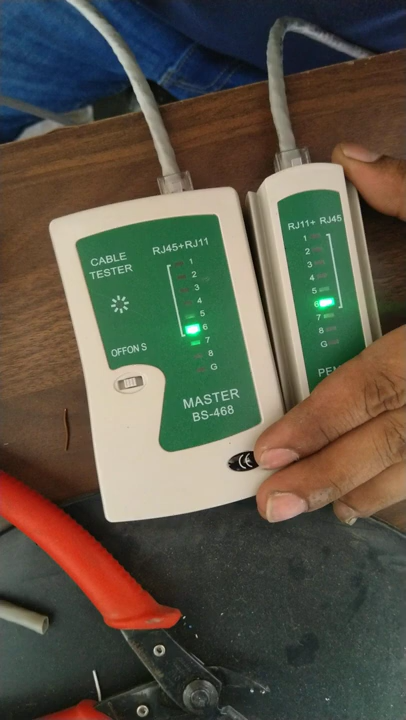 CABLE
TESTER
RJ45+RJ11
1
2
3
4
5
6
7
8
G
OFFON S
MASTER
BS-468
CE
RJ11+ RJ45
1
2
3
4
5
6
7
8
G